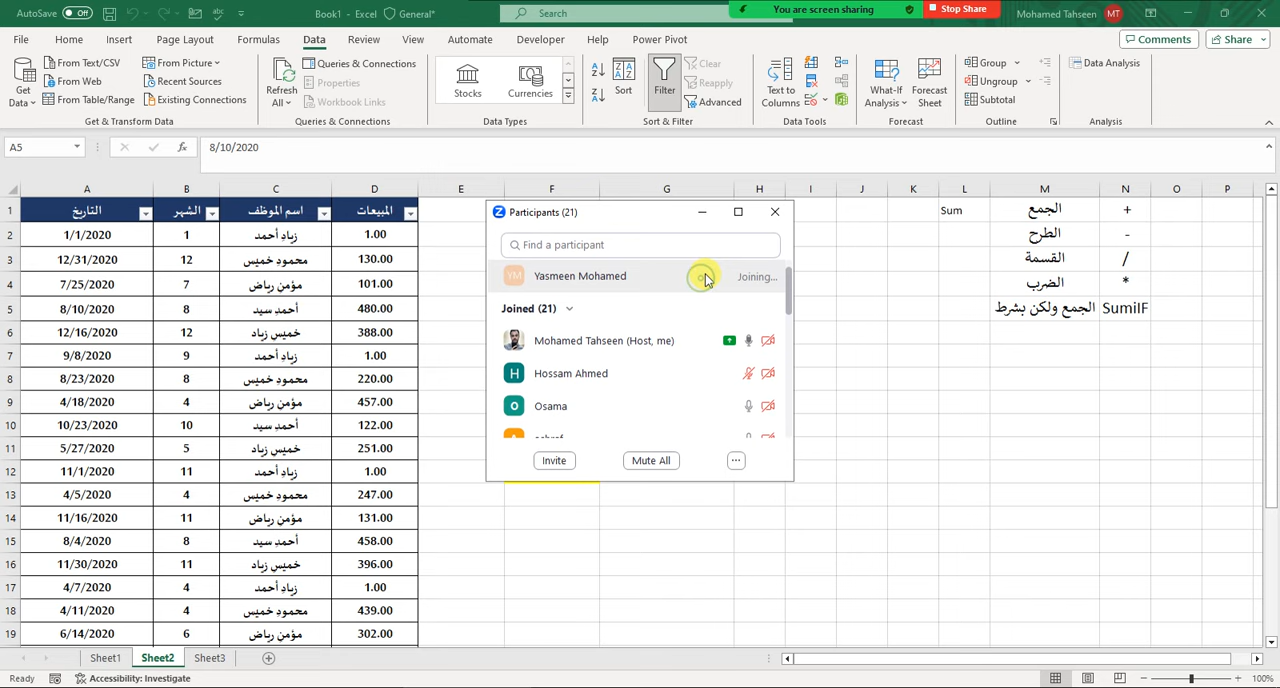 AutoSave Off Book1 - Excel General* Search You are screen sharing Stop Share Mohamed Tahseen MT
File Home Insert Page Layout Formulas Data Review View Automate Developer Help Power Pivot Comments Share
From Text/CSV From Picture Queries & Connections Clear Group Data Analysis
From Web Recent Sources Properties Reapply Ungroup
From Table/Range Existing Connections Workbook Links Advanced Subtotal
Get Data Refresh All Stocks Currencies Sort Filter Text to Columns What-If Analysis Forecast Sheet
Get & Transform Data Queries & Connections Data Types Sort & Filter Data Tools Forecast Outline Analysis
A5 fx 8/10/2020
A B C D E F G H I J K L M N O P
1 التاريخ الشهر اسم الموظف المبيعات Sum الجمع +
2 1/1/2020 1 زياد أحمد 1.00 الطرح -
3 12/31/2020 12 محمود خميس 130.00 القسمة /
4 7/25/2020 7 مؤمن رياض 101.00 الضرب *
5 8/10/2020 8 أحمد سيد 480.00 الجمع ولكن بشرط SumiIF
6 12/16/2020 12 خميس زياد 388.00
7 9/8/2020 9 زياد أحمد 1.00
8 8/23/2020 8 محمود خميس 220.00
9 4/18/2020 4 مؤمن رياض 457.00
10 10/23/2020 10 أحمد سيد 122.00
11 5/27/2020 5 خميس زياد 251.00
12 11/1/2020 11 زياد أحمد 1.00
13 4/5/2020 4 محمود خميس 247.00
14 11/16/2020 11 مؤمن رياض 131.00
15 8/4/2020 8 أحمد سيد 458.00
16 11/30/2020 11 خميس زياد 396.00
17 4/7/2020 4 زياد أحمد 1.00
18 4/11/2020 4 محمود خميس 439.00
19 6/14/2020 6 مؤمن رياض 302.00
Participants (21)
Find a participant
YM Yasmeen Mohamed Joining...
Joined (21)
Mohamed Tahseen (Host, me)
H Hossam Ahmed
O Osama
Invite Mute All ...
Sheet1 Sheet2 Sheet3
Ready Accessibility: Investigate 100%